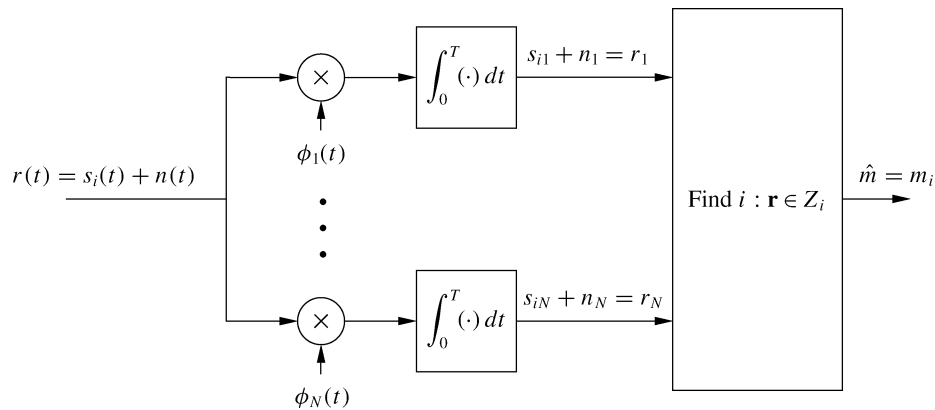 r(t) = s_i(t) + n(t)
×
ϕ_1(t)
∫_0^T (·) dt
s_{i1} + n_1 = r_1
×
ϕ_N(t)
∫_0^T (·) dt
s_{iN} + n_N = r_N
Find i : r ∈ Z_i
m̂ = m_i